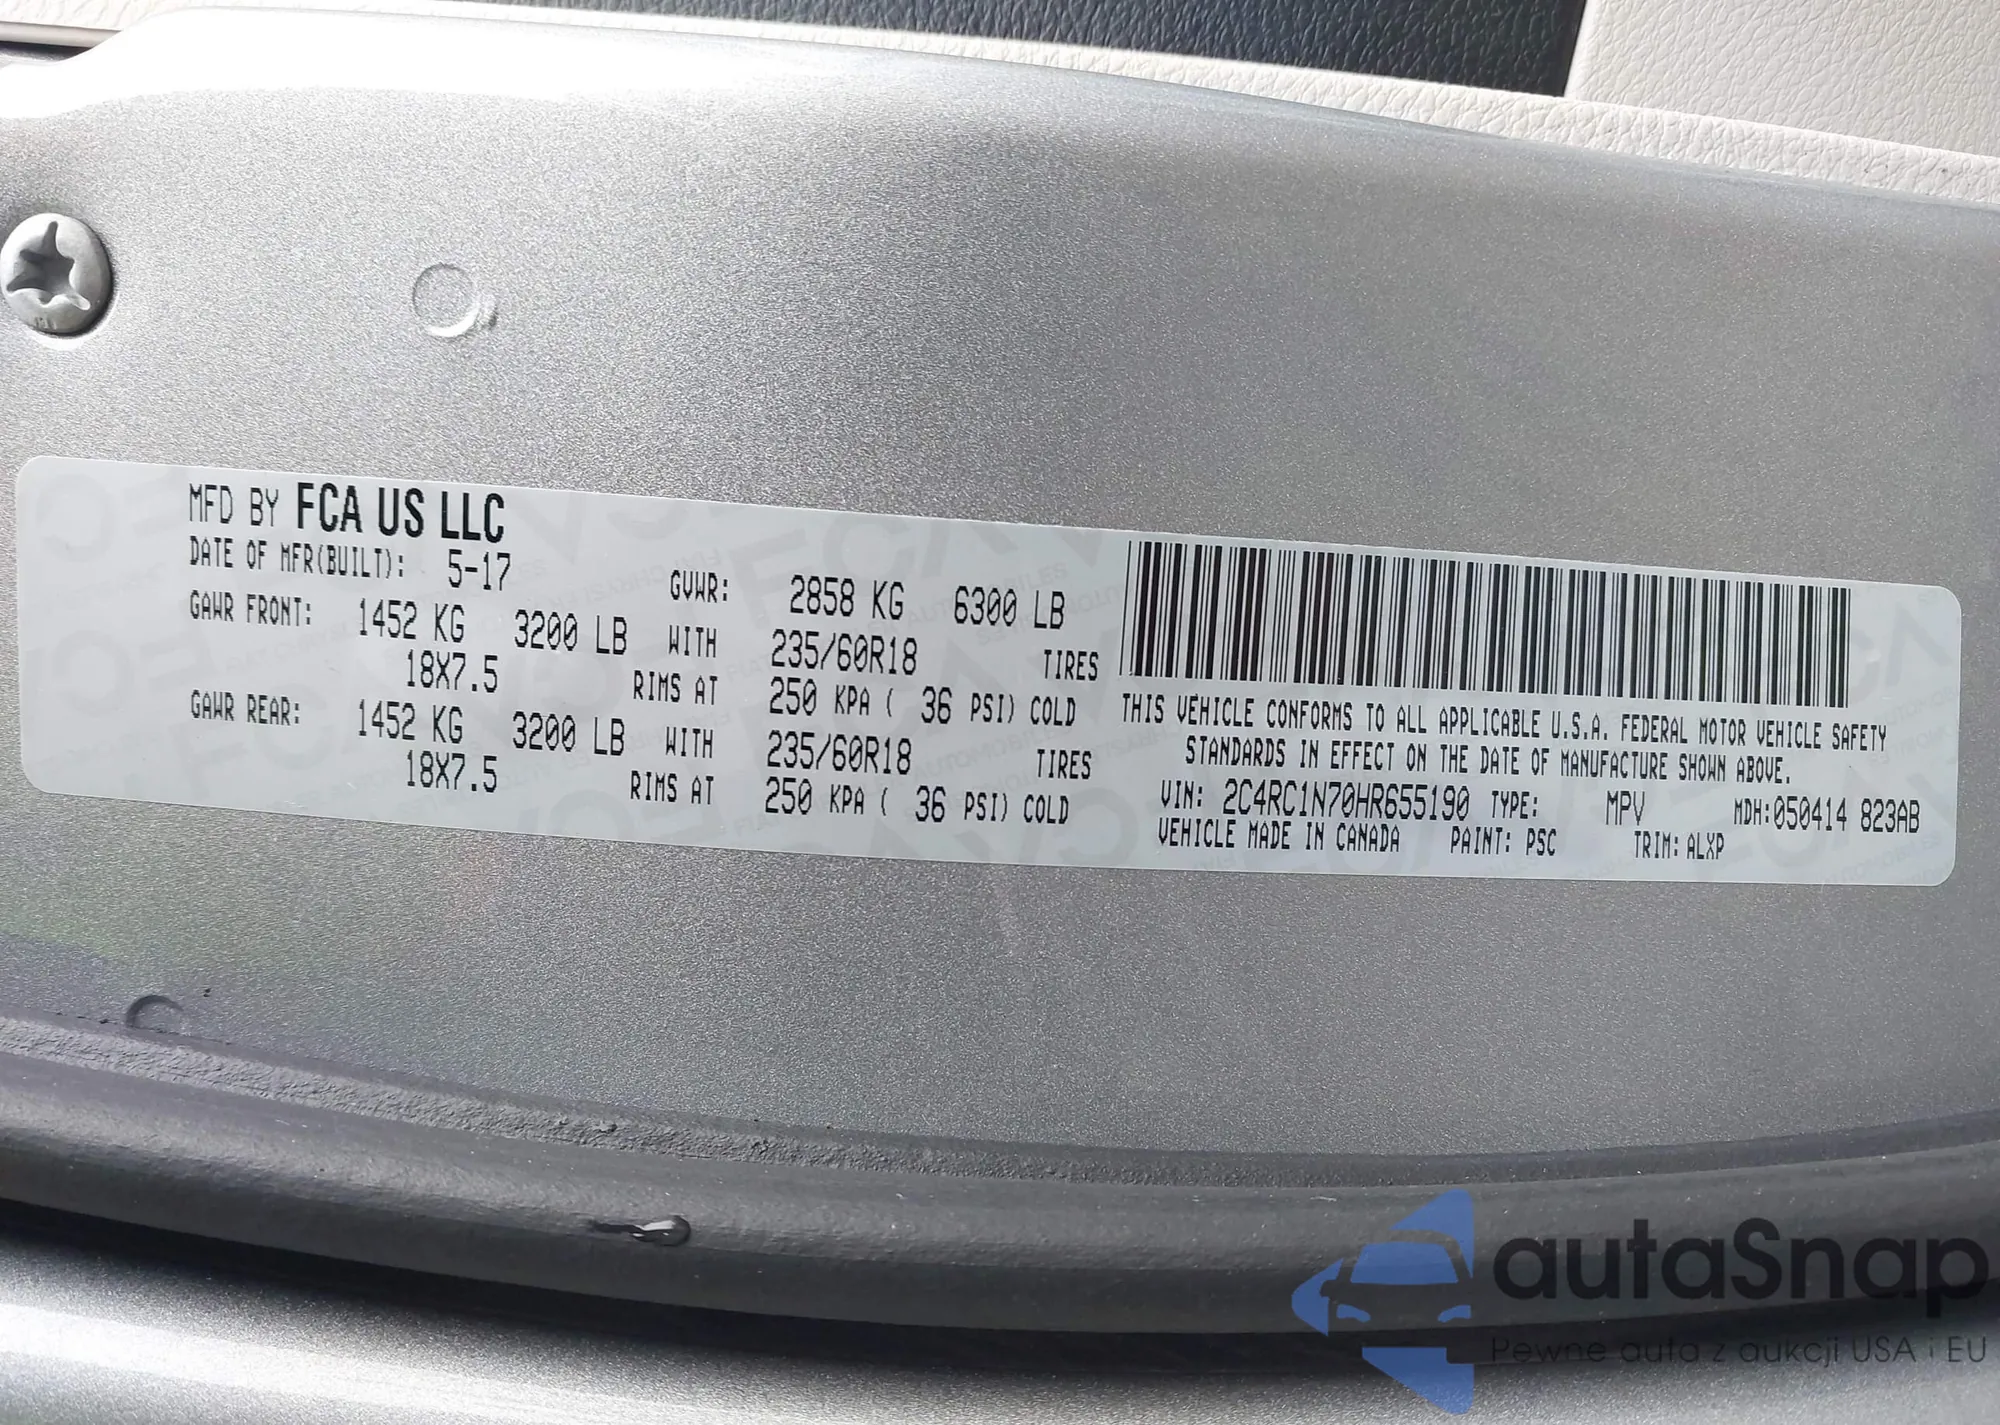 MFD BY FCA US LLC
DATE OF MFR(BUILT): 5-17 GVWR: 2858 KG 6300 LB
GAWR FRONT: 1452 KG 3200 LB WITH 235/60R18 TIRES
18X7.5 RIMS AT 250 KPA ( 36 PSI) COLD
GAWR REAR: 1452 KG 3200 LB WITH 235/60R18 TIRES
18X7.5 RIMS AT 250 KPA ( 36 PSI) COLD
THIS VEHICLE CONFORMS TO ALL APPLICABLE U.S.A. FEDERAL MOTOR VEHICLE SAFETY
STANDARDS IN EFFECT ON THE DATE OF MANUFACTURE SHOWN ABOVE.
VIN: 2C4RC1N70HR655190 TYPE: MPV MDH:050414 823AB
VEHICLE MADE IN CANADA PAINT: PSC TRIM: ALXP
autaSnap
Pewne auta z aukcji USA i EU